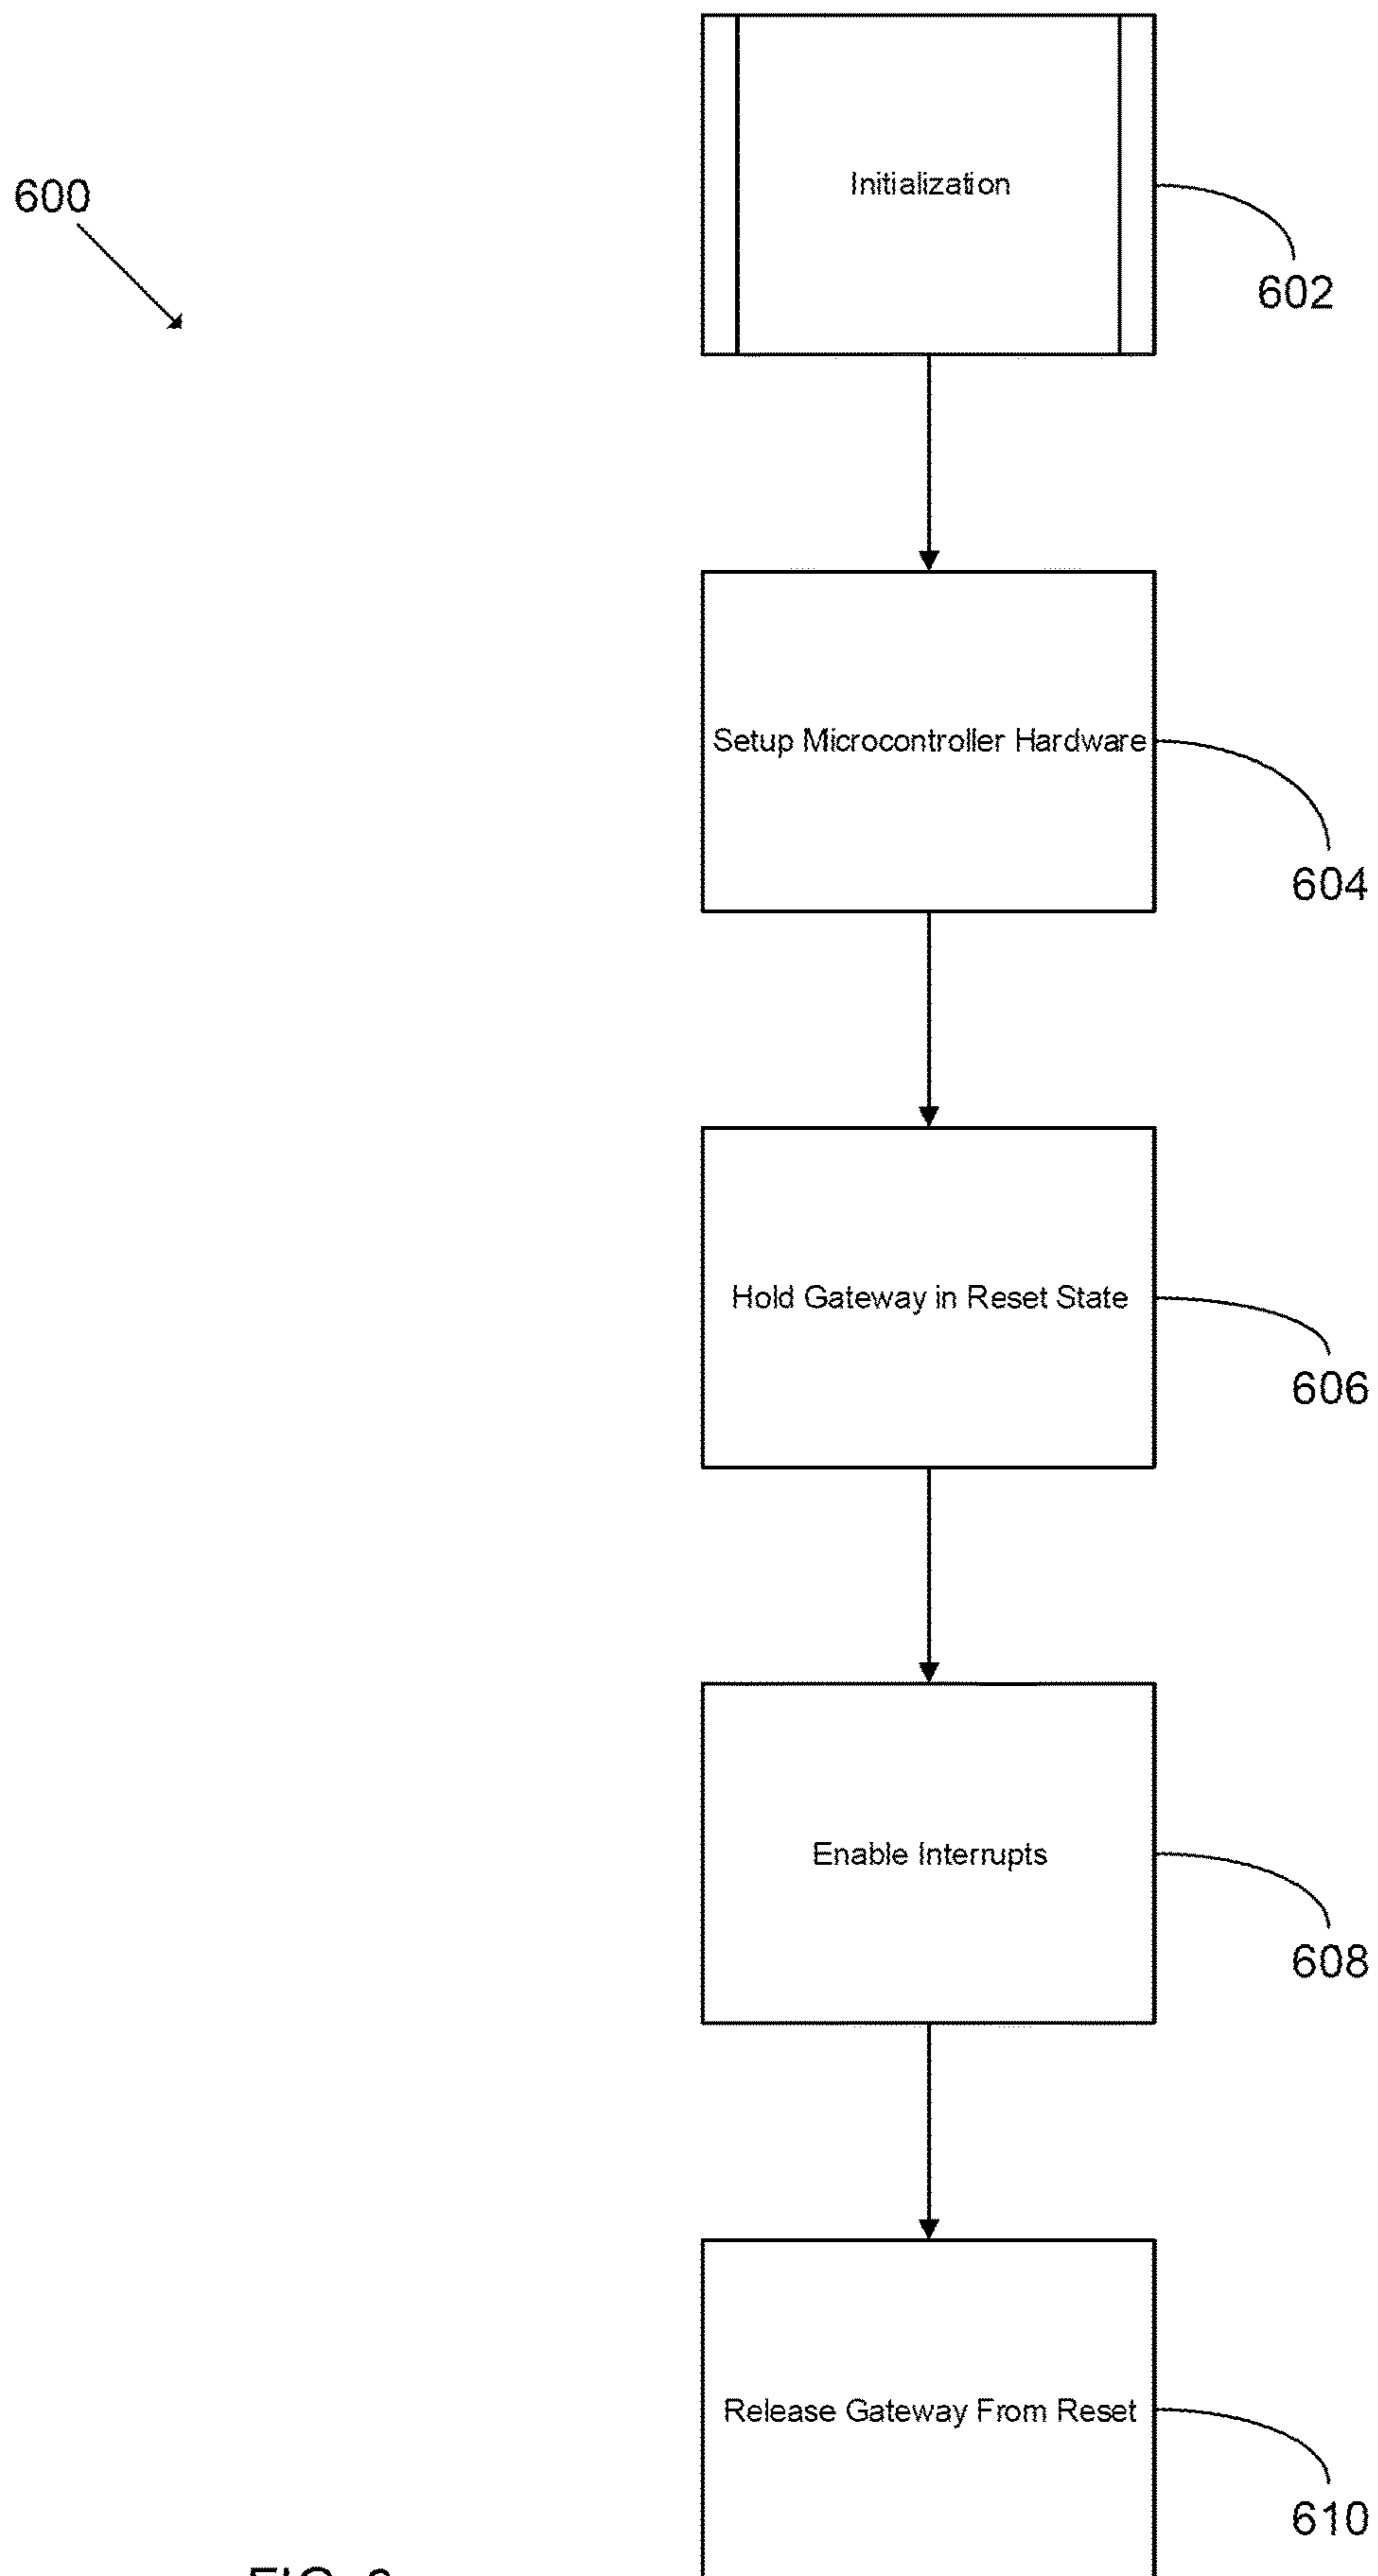 600
Initialization
602
Setup Microcontroller Hardware
604
Hold Gateway in Reset State
606
Enable Interrupts
608
Release Gateway From Reset
610